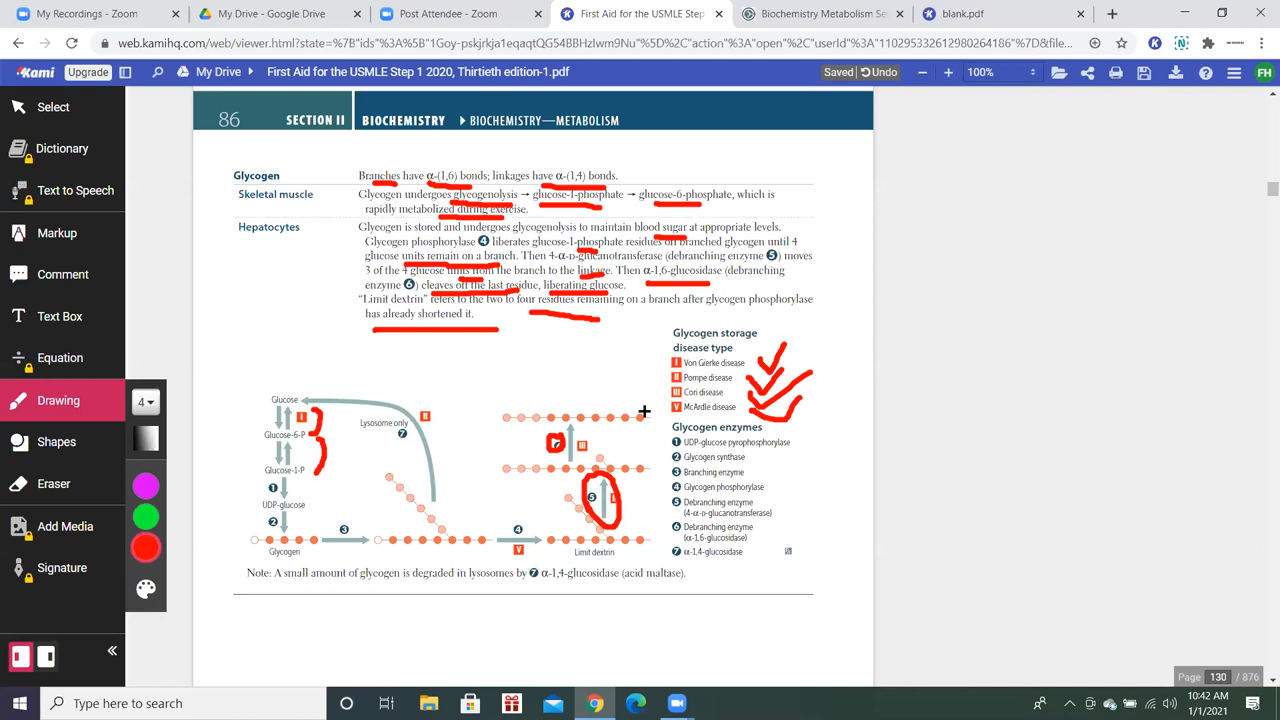 My Recordings - Zoom
My Drive - Google Drive
Post Attendee - Zoom
First Aid for the USMLE Step
Biochemistry Metabolism Se
blank.pdf
web.kamihq.com/web/viewer.html?state=%7B"ids"%3A%5B"1Goy-pskjrkja1eqaqtQG54BBHzlwm9Nu"%5D%2C"action"%3A"open"%2C"userId"%3A"110295332612980264186"%7D&file...
Kami Upgrade My Drive First Aid for the USMLE Step 1 2020, Thirtieth edition-1.pdf Saved Undo 100% FH
Select
Dictionary
Text to Speech
Markup
Comment
Text Box
Equation
Drawing 4
Shapes
Eraser
Add Media
Signature
86 SECTION II BIOCHEMISTRY BIOCHEMISTRY—METABOLISM
Glycogen Branches have α-(1,6) bonds; linkages have α-(1,4) bonds.
Skeletal muscle Glycogen undergoes glycogenolysis → glucose-1-phosphate → glucose-6-phosphate, which is
rapidly metabolized during exercise.
Hepatocytes Glycogen is stored and undergoes glycogenolysis to maintain blood sugar at appropriate levels.
Glycogen phosphorylase 4 liberates glucose-1-phosphate residues off branched glycogen until 4
glucose units remain on a branch. Then 4-α-D-glucanotransferase (debranching enzyme 5) moves
3 of the 4 glucose units from the branch to the linkage. Then α-1,6-glucosidase (debranching
enzyme 6) cleaves off the last residue, liberating glucose.
"Limit dextrin" refers to the two to four residues remaining on a branch after glycogen phosphorylase
has already shortened it.
Glycogen storage
disease type
I Von Gierke disease
II Pompe disease
III Cori disease
V McArdle disease
Glycogen enzymes
1 UDP-glucose pyrophosphorylase
2 Glycogen synthase
3 Branching enzyme
4 Glycogen phosphorylase
5 Debranching enzyme
(4-α-D-glucanotransferase)
6 Debranching enzyme
(α-1,6-glucosidase)
7 α-1,4-glucosidase
Glucose
I
Glucose-6-P
Glucose-1-P
1
UDP-glucose
2
Glycogen
3
Lysosome only
7
II
4
V
Limit dextrin
5
III
Note: A small amount of glycogen is degraded in lysosomes by 7 α-1,4-glucosidase (acid maltase).
Page 130 / 876
Type here to search
10:42 AM
1/1/2021